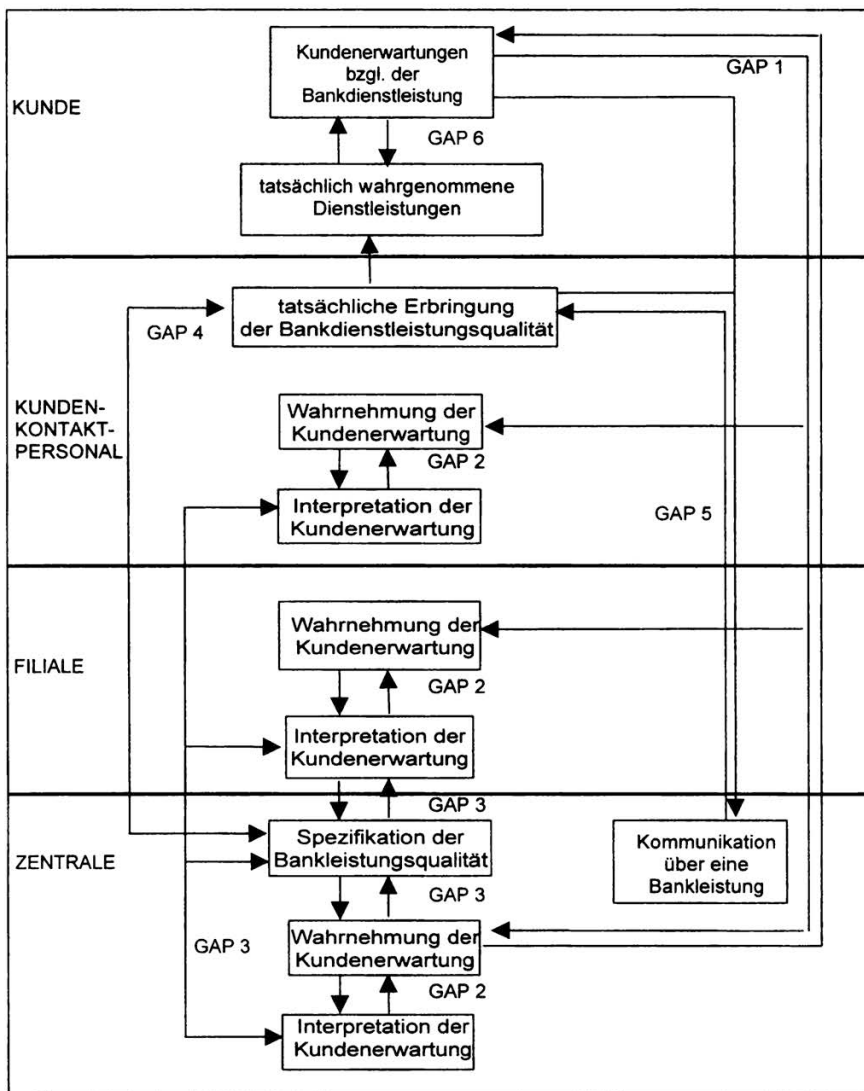 Kundenerwartungen
bzgl. der
Bankdienstleistung
GAP 1
KUNDE
GAP 6
tatsächlich wahrgenommene
Dienstleistungen
tatsächliche Erbringung
der Bankdienstleistungsqualität
GAP 4
KUNDEN-
KONTAKT-
PERSONAL
Wahrnehmung der
Kundenerwartung
GAP 2
Interpretation der
Kundenerwartung
GAP 5
Wahrnehmung der
Kundenerwartung
FILIALE
GAP 2
Interpretation der
Kundenerwartung
GAP 3
Spezifikation der
Bankleistungsqualität
ZENTRALE
Kommunikation
über eine
Bankleistung
GAP 3
Wahrnehmung der
Kundenerwartung
GAP 3
GAP 2
Interpretation der
Kundenerwartung